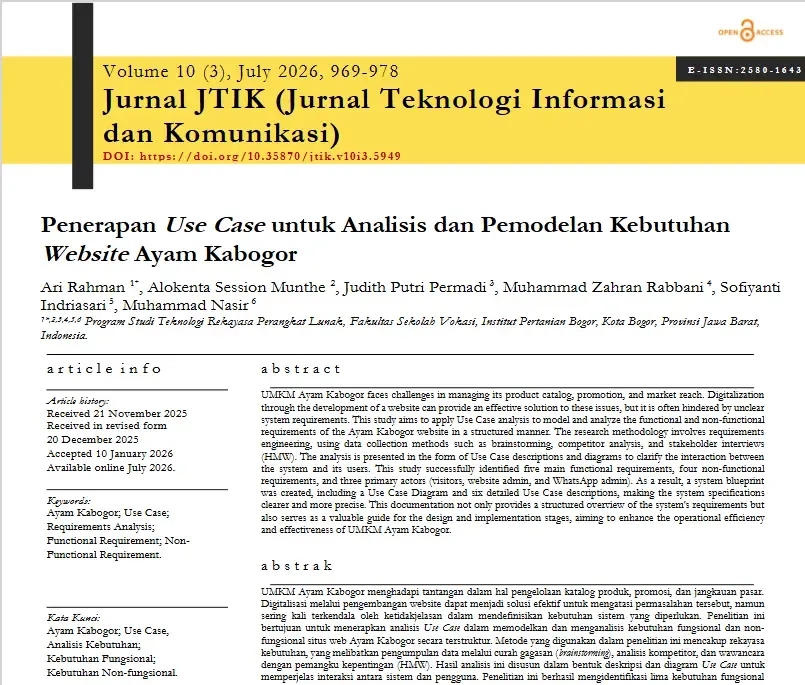 OPEN ACCESS
E-ISSN:2580-1643
Volume 10 (3), July 2026, 969-978
Jurnal JTIK (Jurnal Teknologi Informasi
dan Komunikasi)
DOI: https://doi.org/10.35870/jtik.v10i3.5949
Penerapan Use Case untuk Analisis dan Pemodelan Kebutuhan
Website Ayam Kabogor
Ari Rahman 1*, Alokenta Session Munthe 2, Judith Putri Permadi 3, Muhammad Zahran Rabbani 4, Sofiyanti
Indriasari 5, Muhammad Nasir 6
1*,2,3,4,5,6 Program Studi Teknologi Rekayasa Perangkat Lunak, Fakultas Sekolah Vokasi, Institut Pertanian Bogor, Kota Bogor, Provinsi Jawa Barat,
Indonesia.
article info
Article history:
Received 21 November 2025
Received in revised form
20 December 2025
Accepted 10 January 2026
Available online July 2026.
Keywords:
Ayam Kabogor; Use Case;
Requirements Analysis;
Functional Requirement; Non-
Functional Requirement.
Kata Kunci:
Ayam Kabogor; Use Case,
Analisis Kebutuhan;
Kebutuhan Fungsional;
Kebutuhan Non-fungsional.
abstract
UMKM Ayam Kabogor faces challenges in managing its product catalog, promotion, and market reach. Digitalization
through the development of a website can provide an effective solution to these issues, but it is often hindered by unclear
system requirements. This study aims to apply Use Case analysis to model and analyze the functional and non-functional
requirements of the Ayam Kabogor website in a structured manner. The research methodology involves requirements
engineering, using data collection methods such as brainstorming, competitor analysis, and stakeholder interviews
(HMW). The analysis is presented in the form of Use Case descriptions and diagrams to clarify the interaction between
the system and its users. This study successfully identified five main functional requirements, four non-functional
requirements, and three primary actors (visitors, website admin, and WhatsApp admin). As a result, a system blueprint
was created, including a Use Case Diagram and six detailed Use Case descriptions, making the system specifications
clearer and more precise. This documentation not only provides a structured overview of the system's requirements but
also serves as a valuable guide for the design and implementation stages, aiming to enhance the operational efficiency
and effectiveness of UMKM Ayam Kabogor.
abstrak
UMKM Ayam Kabogor menghadapi tantangan dalam hal pengelolaan katalog produk, promosi, dan jangkauan pasar.
Digitalisasi melalui pengembangan website dapat menjadi solusi efektif untuk mengatasi permasalahan tersebut, namun
sering kali terkendala oleh ketidakjelasan dalam mendefinisikan kebutuhan sistem yang diperlukan. Penelitian ini
bertujuan untuk menerapkan analisis Use Case dalam memodelkan dan menganalisis kebutuhan fungsional dan non-
fungsional situs web Ayam Kabogor secara terstruktur. Metode yang digunakan dalam penelitian ini mencakup rekayasa
kebutuhan, yang melibatkan pengumpulan data melalui curah gagasan (brainstorming), analisis kompetitor, dan wawancara
dengan pemangku kepentingan (HMW). Hasil analisis ini disusun dalam bentuk deskripsi dan diagram Use Case untuk
memperjelas interaksi antara sistem dan pengguna. Penelitian ini berhasil mengidentifikasi lima kebutuhan fungsional